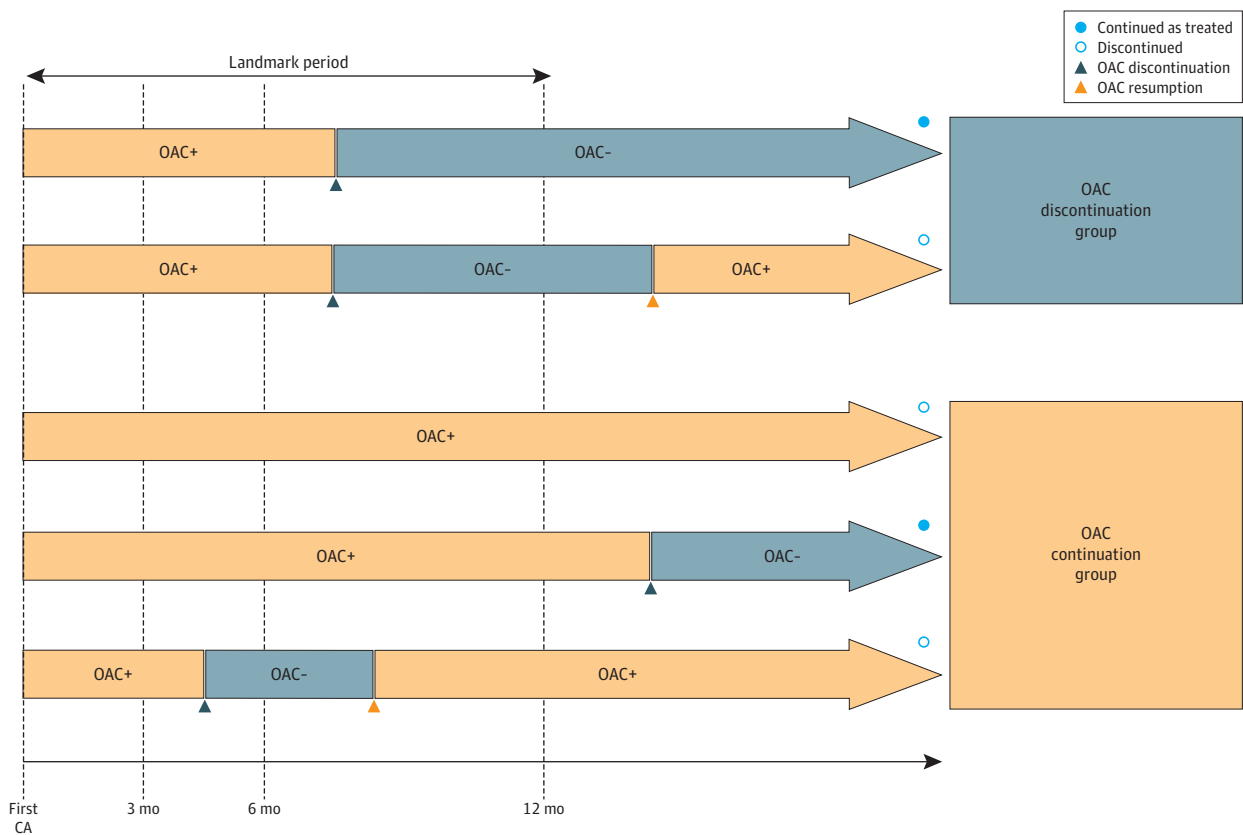 Continued as treated
Discontinued
OAC discontinuation
OAC resumption
Landmark period
OAC+
OAC-
OAC
discontinuation
group
OAC+
OAC-
OAC+
OAC+
OAC+
OAC-
OAC
continuation
group
OAC+
OAC-
OAC+
First
CA
3 mo
6 mo
12 mo